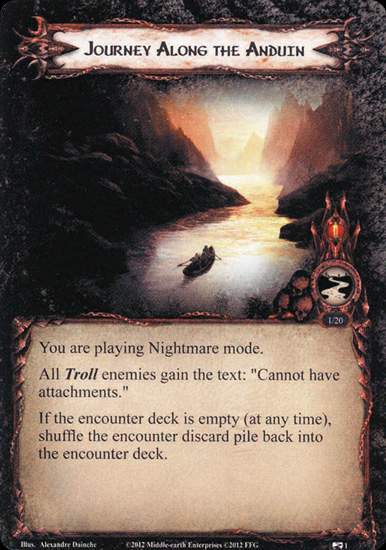 JOURNEY ALONG THE ANDUIN
1/20
You are playing Nightmare mode.
All Troll enemies gain the text: "Cannot have
attachments."
If the encounter deck is empty (at any time),
shuffle the encounter discard pile back into
the encounter deck.
Illus. Alexandre Dainche ©2012 Middle-earth Enterprises ©2012 FFG 1